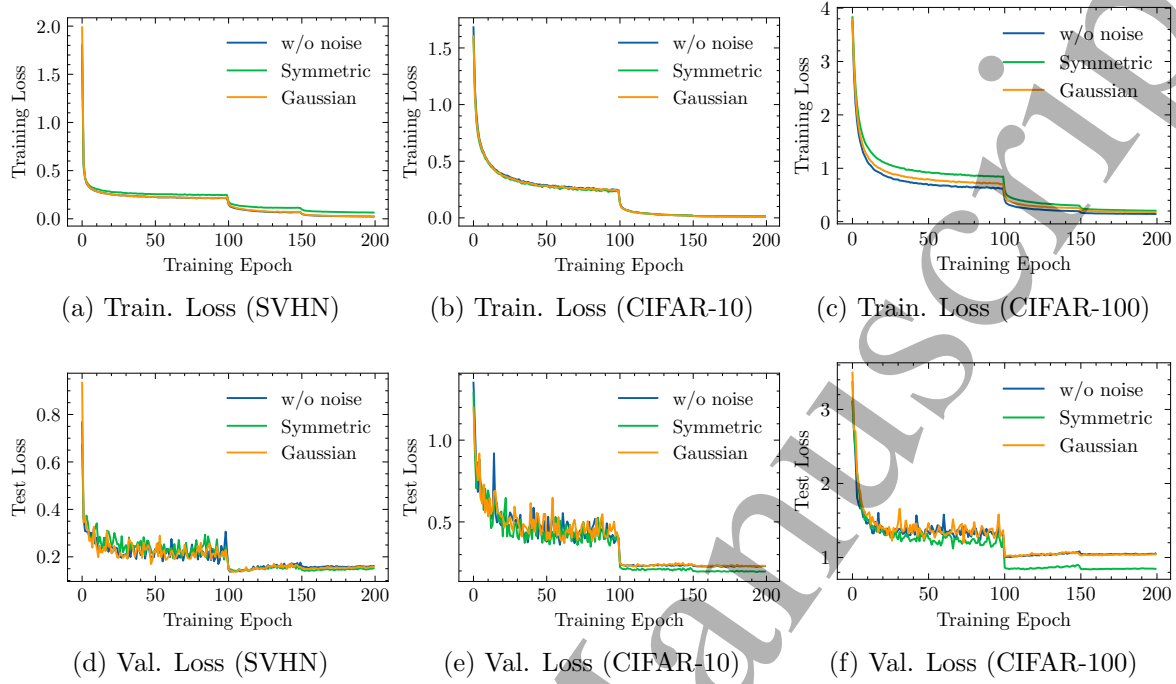 2.0
1.5
1.0
0.5
0.0
0
50
100
150
200
Training Loss
Training Epoch
w/o noise
Symmetric
Gaussian
(a) Train. Loss (SVHN)
1.5
1.0
0.5
0.0
0
50
100
150
200
Training Loss
Training Epoch
w/o noise
Symmetric
Gaussian
(b) Train. Loss (CIFAR-10)
4
3
2
1
0
0
50
100
150
200
Training Loss
Training Epoch
w/o noise
Symmetric
Gaussian
(c) Train. Loss (CIFAR-100)
0.8
0.6
0.4
0.2
0
50
100
150
200
Test Loss
Training Epoch
w/o noise
Symmetric
Gaussian
(d) Val. Loss (SVHN)
1.0
0.5
0
50
100
150
200
Test Loss
Training Epoch
w/o noise
Symmetric
Gaussian
(e) Val. Loss (CIFAR-10)
3
2
1
0
50
100
150
200
Test Loss
Training Epoch
w/o noise
Symmetric
Gaussian
(f) Val. Loss (CIFAR-100)